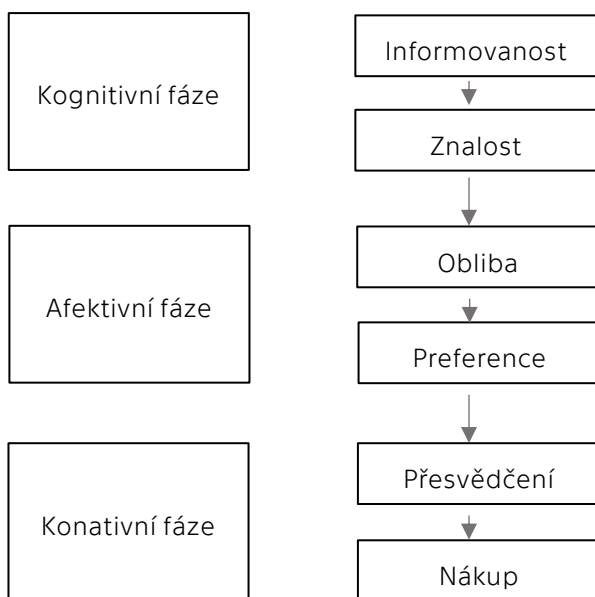 Kognitivní fáze
Informovanost
Znalost
Afektivní fáze
Obliba
Preference
Konativní fáze
Přesvědčení
Nákup